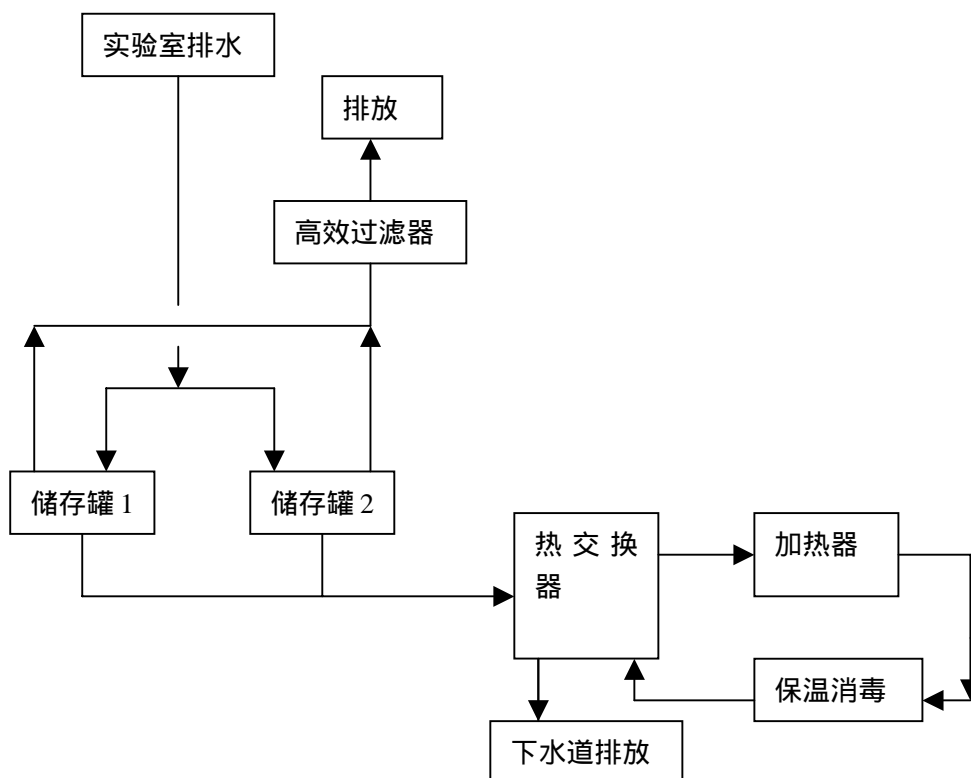 实验室排水
排放
高效过滤器
储存罐 1
储存罐 2
热交换
器
加热器
保温消毒
下水道排放